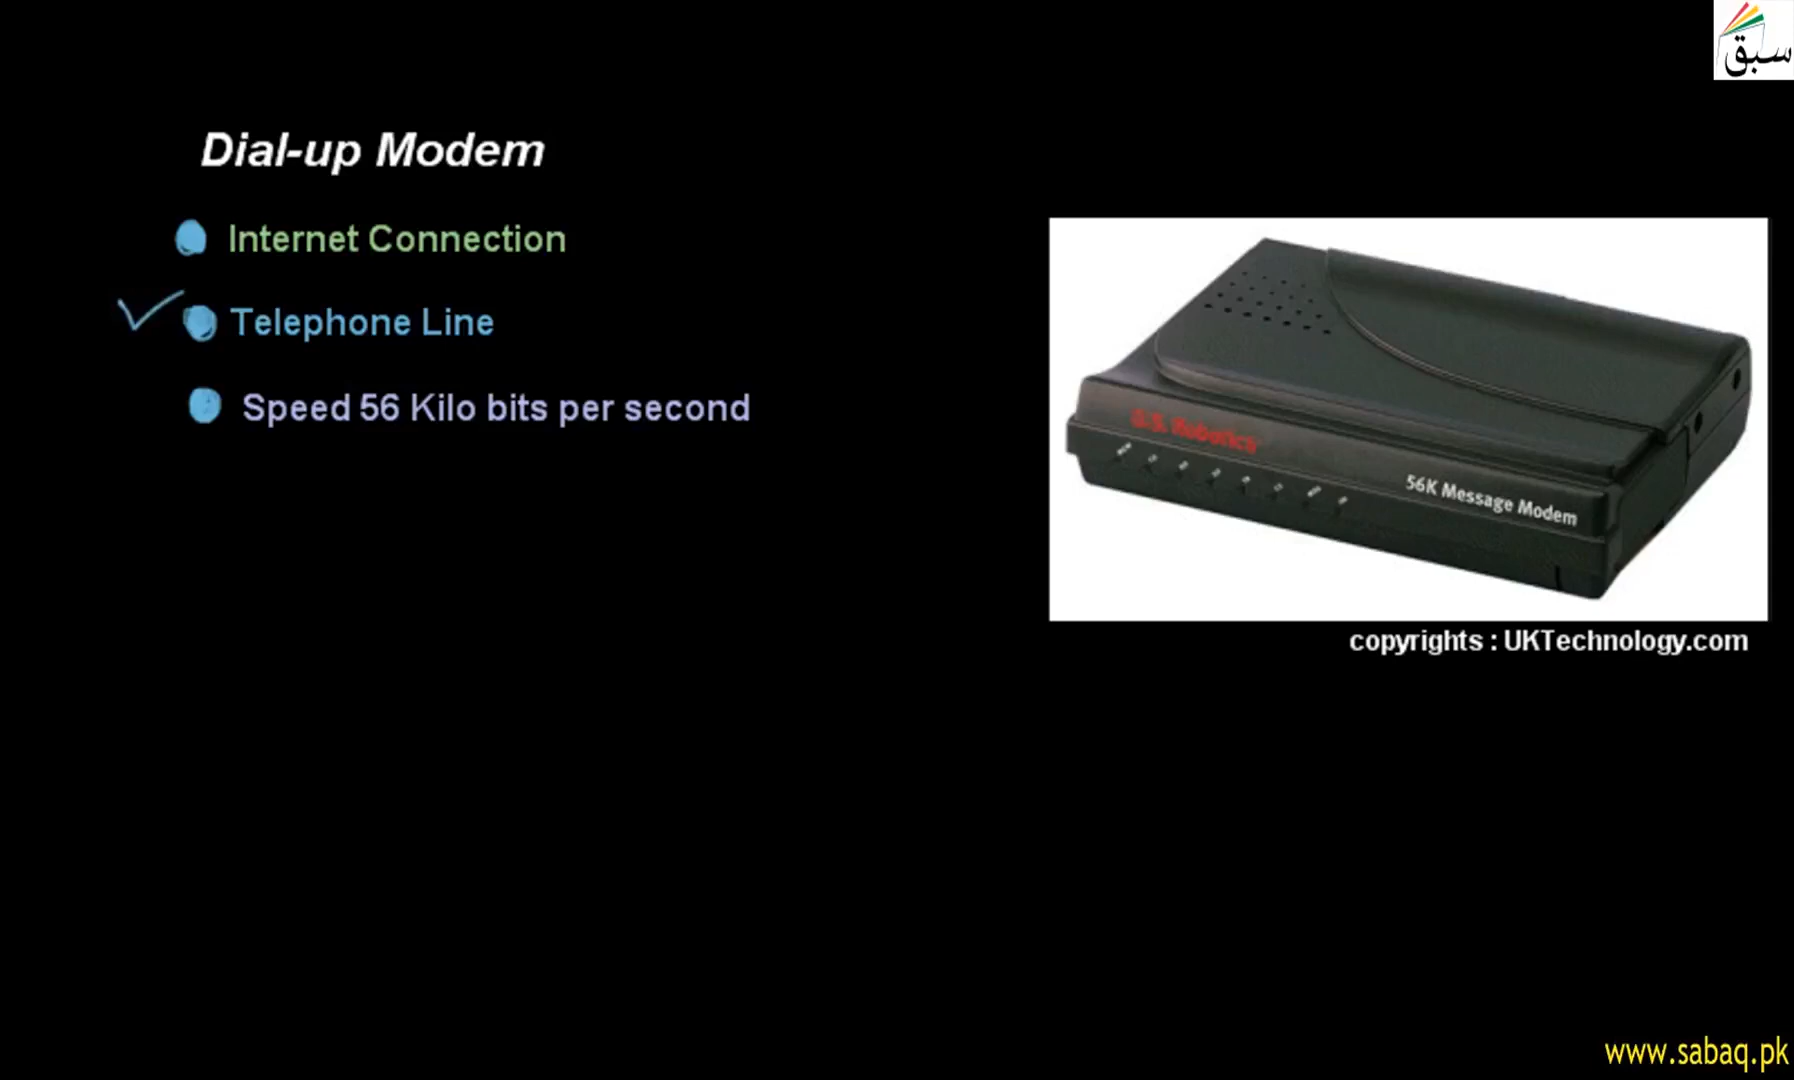 سبق
Dial-up Modem
Internet Connection
Telephone Line
Speed 56 Kilo bits per second
U.S. Robotics
56K Message Modem
copyrights : UKTechnology.com
www.sabaq.pk